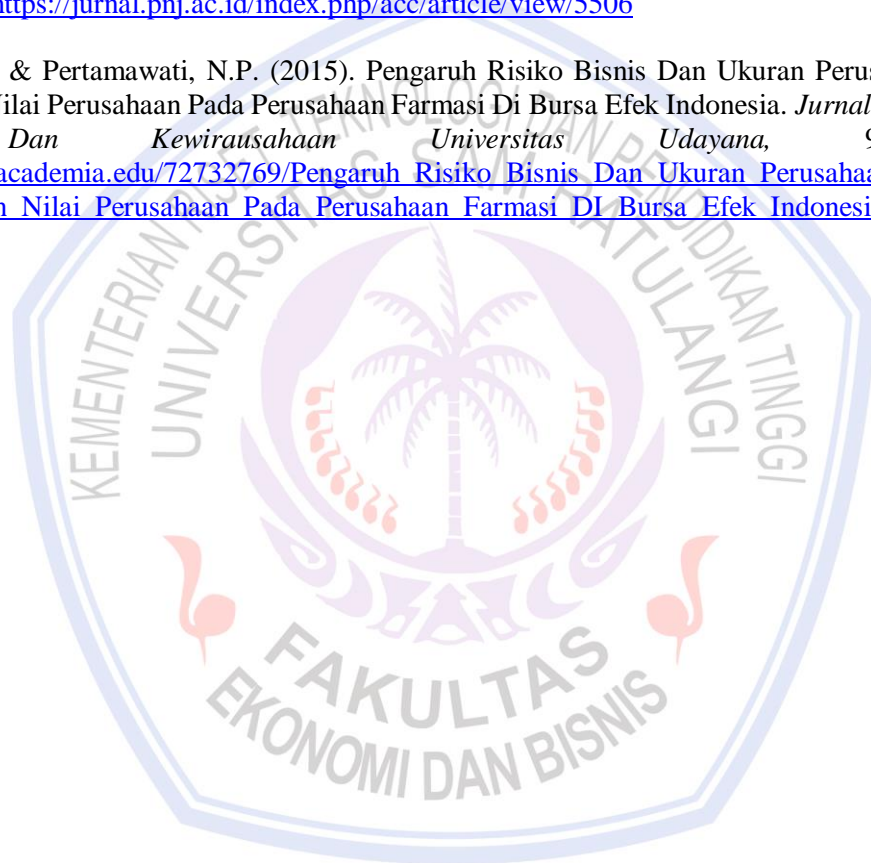 https://jurnal.pnj.ac.id/index.php/acc/article/view/5506
& Pertamawati, N.P. (2015). Pengaruh Risiko Bisnis Dan Ukuran Perus
Nilai Perusahaan Pada Perusahaan Farmasi Di Bursa Efek Indonesia. Jurnal
Dan Kewirausahaan Universitas Udayana, 9
academia.edu/72732769/Pengaruh_Risiko_Bisnis_Dan_Ukuran_Perusahaa
n_Nilai_Perusahaan_Pada_Perusahaan_Farmasi_DI_Bursa_Efek_Indonesi
KEMENTERIAN RISET TEKNOLOGI DAN PENDIDIKAN TINGGI
UNIVERSITAS SAM RATULANGI
FAKULTAS
EKONOMI DAN BISNIS